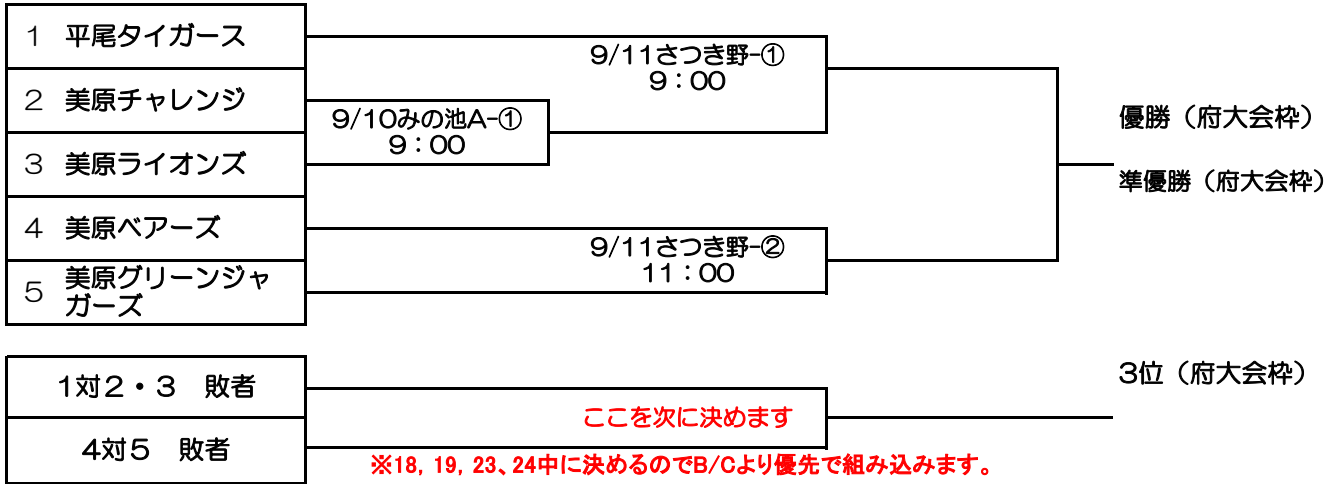 1 平尾タイガース
9/11さつき野-①
9：00
2 美原チャレンジ
9/10みの池A-①
9：00
優勝（府大会枠）
3 美原ライオンズ
準優勝（府大会枠）
4 美原ベアーズ
9/11さつき野-②
11：00
5 美原グリーンジャ
ガーズ
1対2・3　敗者
3位（府大会枠）
ここを次に決めます
4対5　敗者
※18，19，23、24中に決めるのでB/Cより優先で組み込みます。